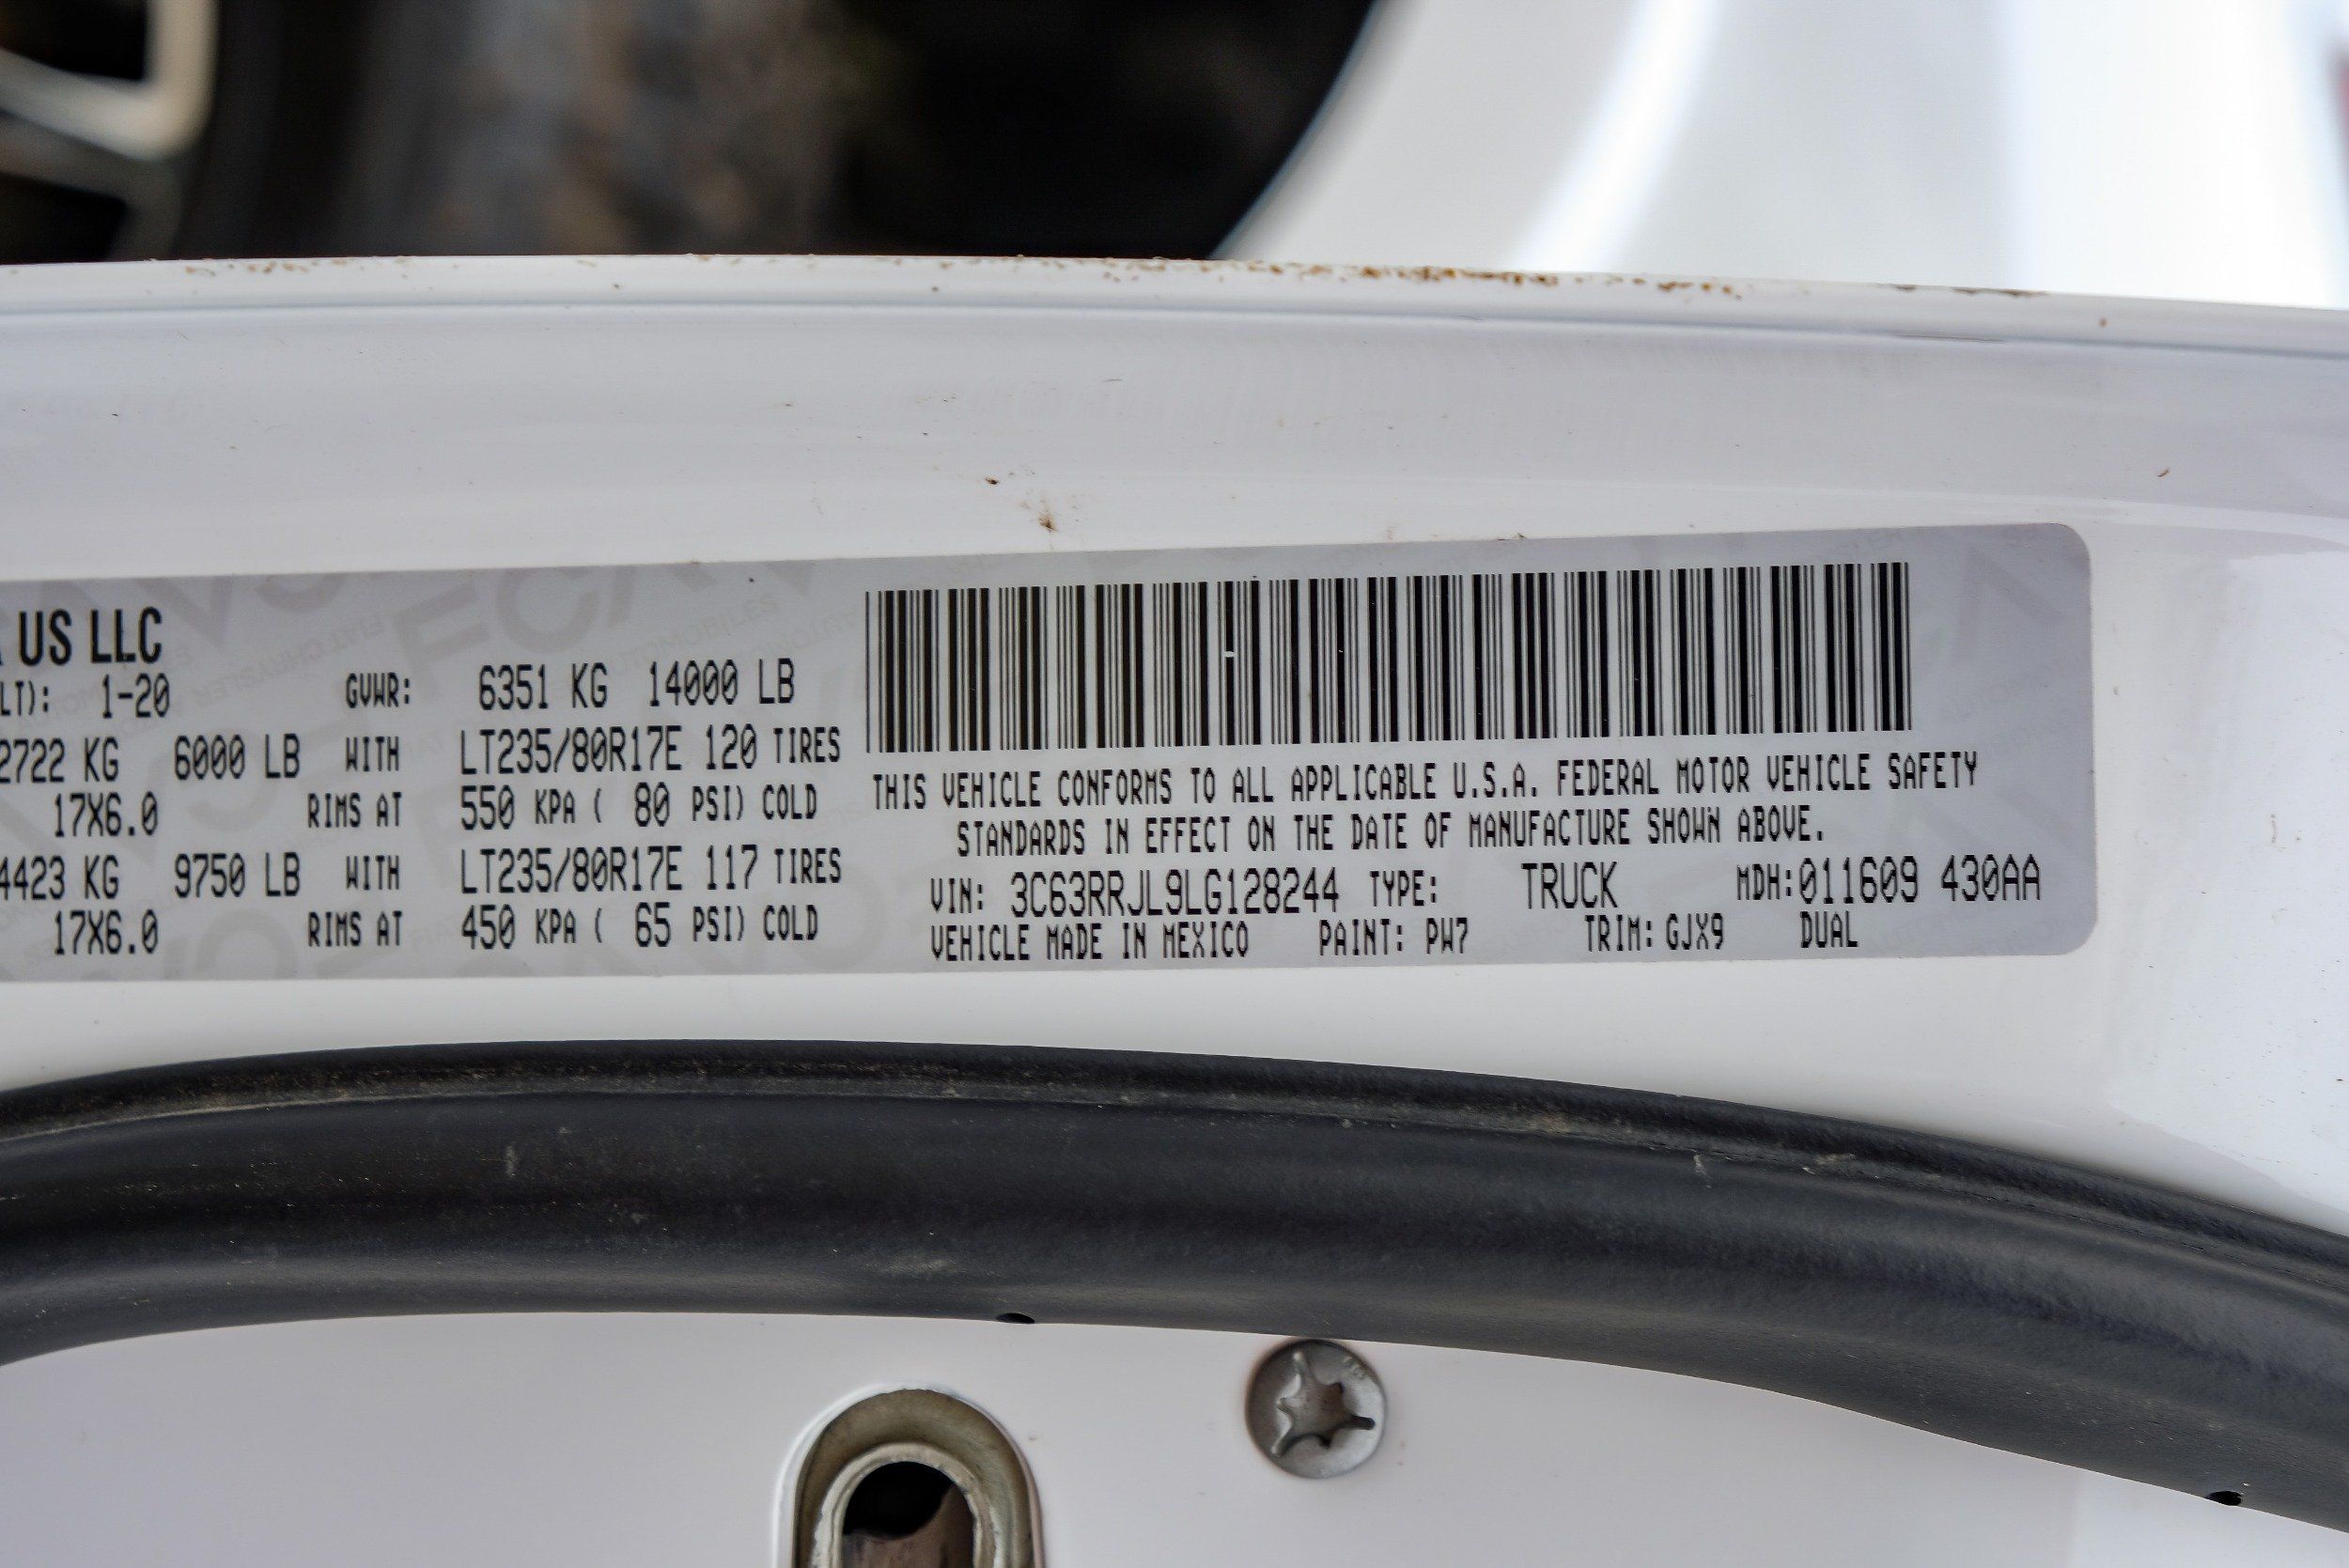 US LLC
LT): 1-20 GVWR: 6351 KG 14000 LB
2722 KG 6000 LB WITH LT235/80R17E 120 TIRES
17X6.0 RIMS AT 550 KPA ( 80 PSI) COLD
4423 KG 9750 LB WITH LT235/80R17E 117 TIRES
17X6.0 RIMS AT 450 KPA ( 65 PSI) COLD
THIS VEHICLE CONFORMS TO ALL APPLICABLE U.S.A. FEDERAL MOTOR VEHICLE SAFETY
STANDARDS IN EFFECT ON THE DATE OF MANUFACTURE SHOWN ABOVE.
VIN: 3C63RRJL9LG128244 TYPE: TRUCK MDH:011609 430AA
VEHICLE MADE IN MEXICO PAINT: PW7 TRIM: GJX9 DUAL